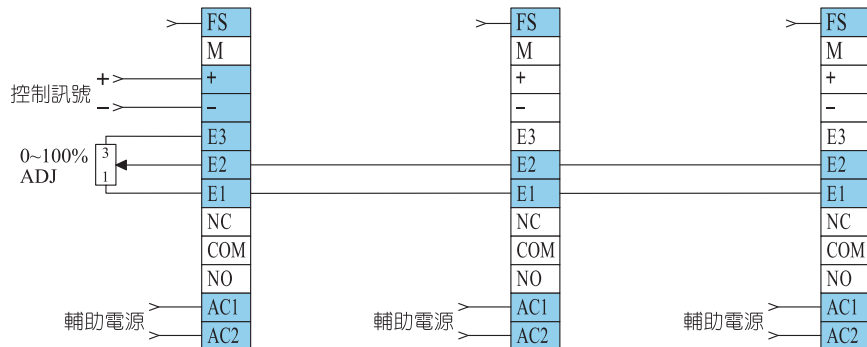 FS
M
+ +
控制訊號
− −
E3
3
0~100%
ADJ
1
E2
E1
NC
COM
NO
輔助電源
AC1
AC2
FS
M
+
−
E3
E2
E1
NC
COM
NO
輔助電源
AC1
AC2
FS
M
+
−
E3
E2
E1
NC
COM
NO
輔助電源
AC1
AC2